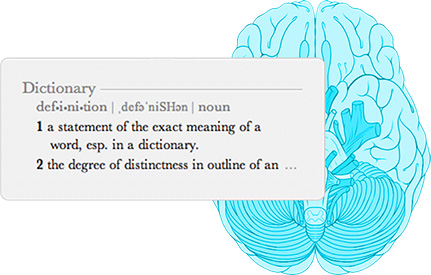 Dictionary
def·i·ni·tion | ˌdefəˈniSHən | noun
1 a statement of the exact meaning of a
word, esp. in a dictionary.
2 the degree of distinctness in outline of an ...